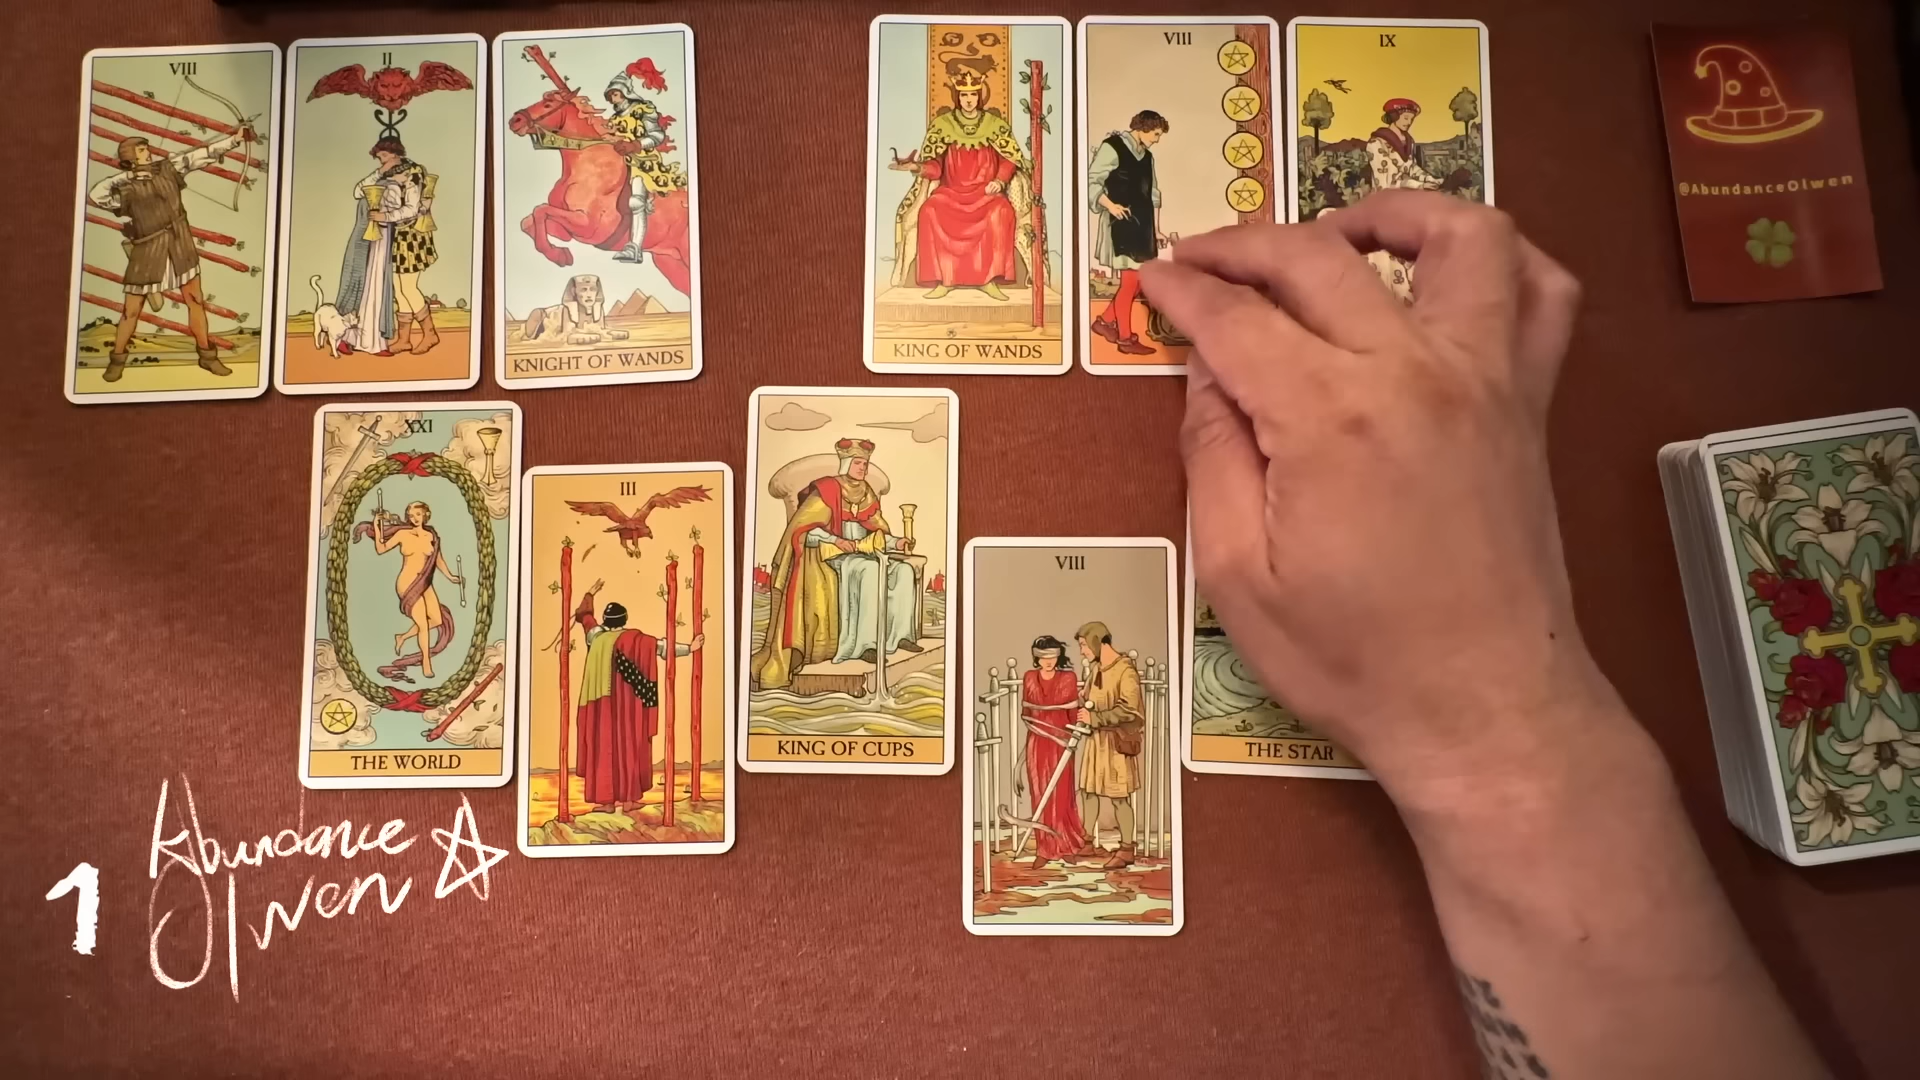 VIII
II
KNIGHT OF WANDS
KING OF WANDS
VIII
IX
@AbundanceOlwen
XXI
THE WORLD
III
KING OF CUPS
VIII
THE STAR
1
Abundance
Olwen